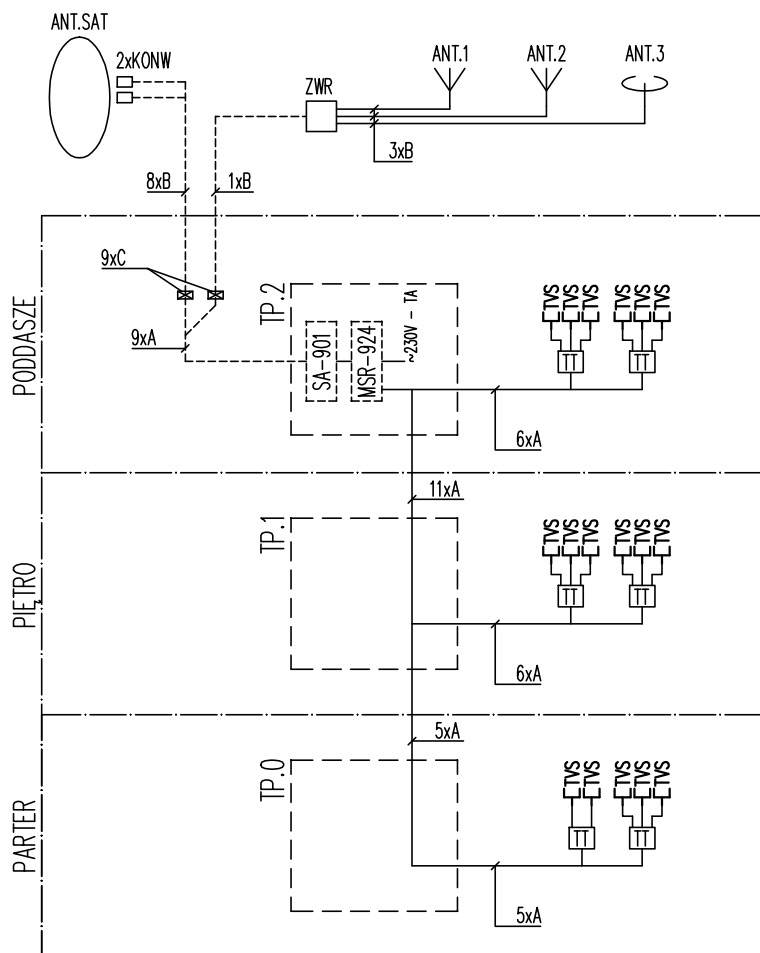 ANT.SAT
2xKONW
ZWR
ANT.1
ANT.2
ANT.3
3xB
8xB
1xB
PODDASZE
9xC
9xA
TP.2
SA-901
MSR-924
~230V - TA
TVS
TVS
TVS
TVS
TVS
TVS
TT
TT
6xA
11xA
PIĘTRO
TP.1
TVS
TVS
TVS
TVS
TVS
TVS
TT
TT
6xA
5xA
PARTER
TP.0
TVS
TVS
TVS
TVS
TVS
TT
TT
5xA